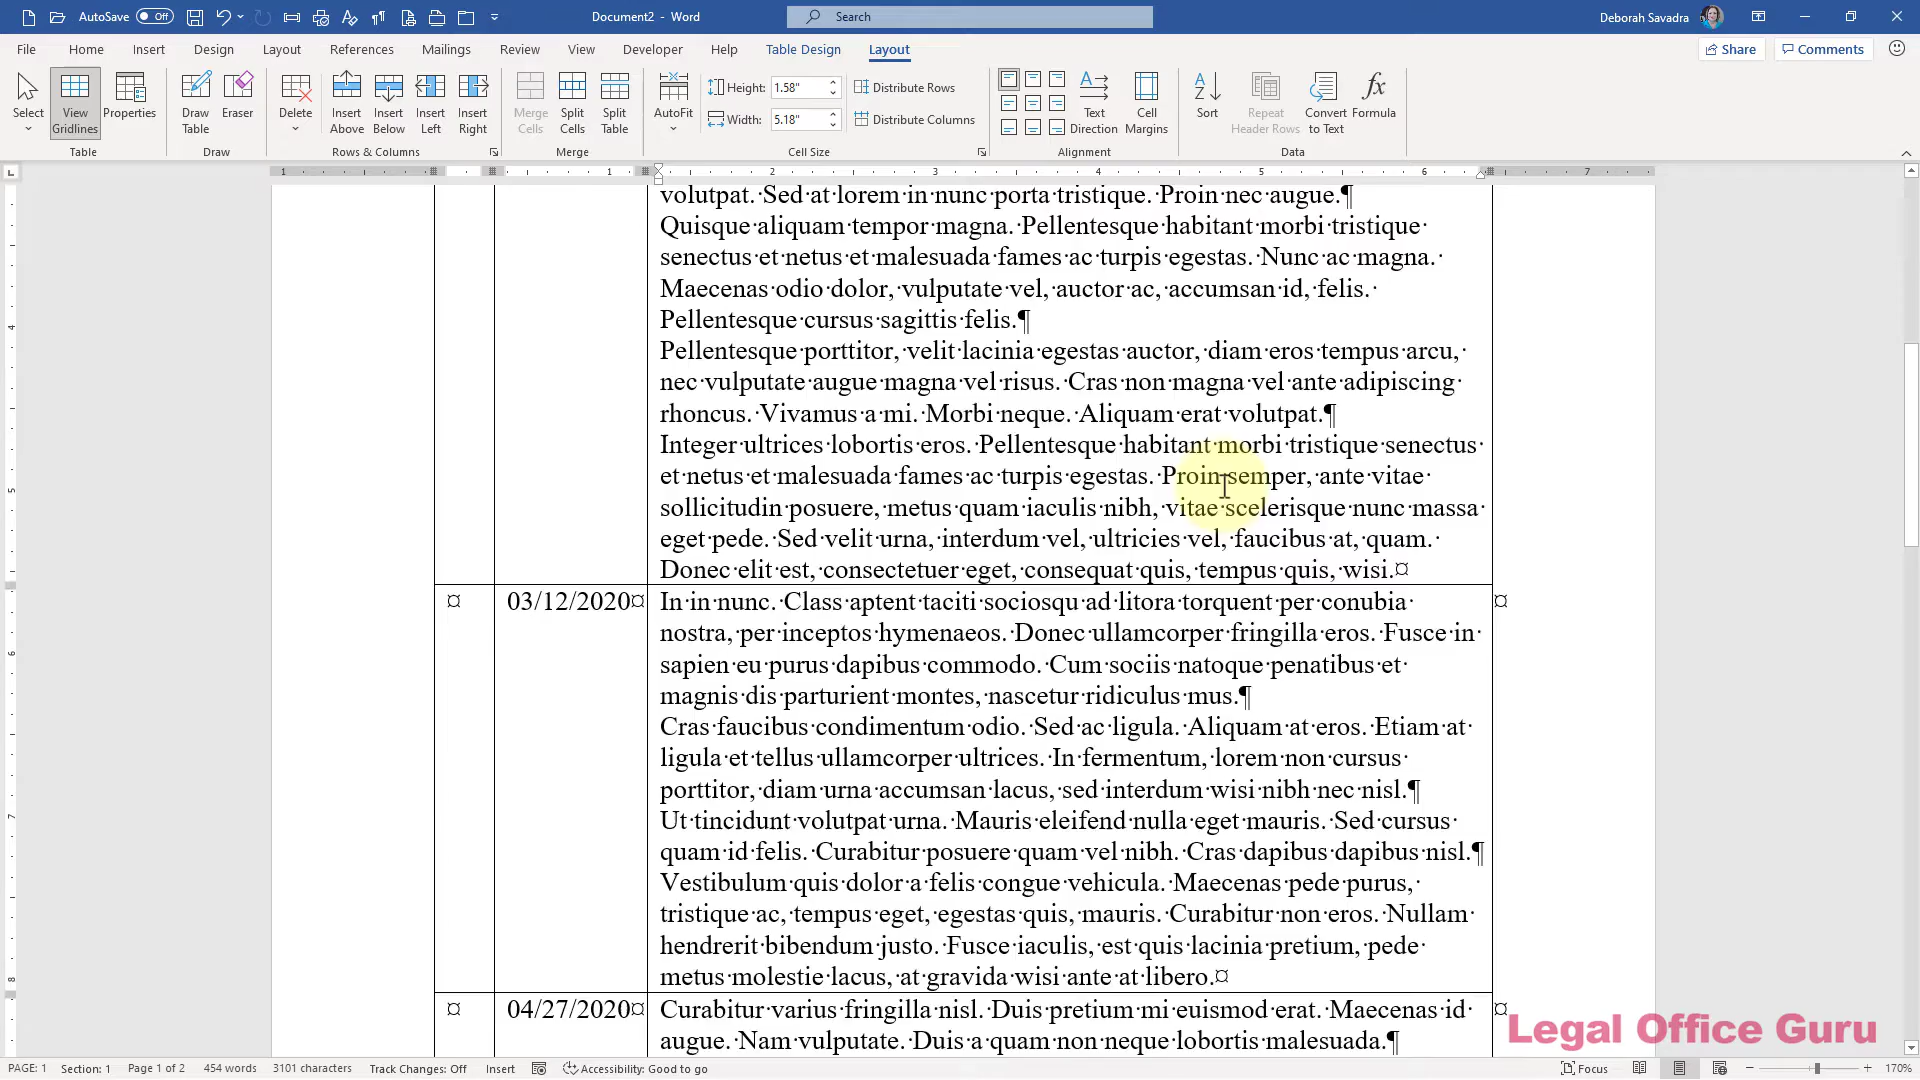 AutoSave Off Document2 - Word Search Deborah Savadra
File Home Insert Design Layout References Mailings Review View Developer Help Table Design Layout Share Comments
Select View Gridlines Properties Draw Table Eraser Delete Insert Above Insert Below Insert Left Insert Right Merge Cells Split Cells Split Table AutoFit Height: 1.58" Width: 5.18" Distribute Rows Distribute Columns Text Direction Cell Margins Sort Repeat Header Rows Convert to Text Formula
Table Draw Rows & Columns Merge Cell Size Alignment Data
1 1 2 3 4 5 6 7
volutpat. Sed at lorem in nunc porta tristique. Proin nec augue.¶
Quisque aliquam tempor magna. Pellentesque habitant morbi tristique
senectus et netus et malesuada fames ac turpis egestas. Nunc ac magna.
Maecenas odio dolor, vulputate vel, auctor ac, accumsan id, felis.
Pellentesque cursus sagittis felis.¶
Pellentesque porttitor, velit lacinia egestas auctor, diam eros tempus arcu,
nec vulputate augue magna vel risus. Cras non magna vel ante adipiscing
rhoncus. Vivamus a mi. Morbi neque. Aliquam erat volutpat.¶
Integer ultrices lobortis eros. Pellentesque habitant morbi tristique senectus
et netus et malesuada fames ac turpis egestas. Proin semper, ante vitae
sollicitudin posuere, metus quam iaculis nibh, vitae scelerisque nunc massa
eget pede. Sed velit urna, interdum vel, ultricies vel, faucibus at, quam.
Donec elit est, consectetuer eget, consequat quis, tempus quis, wisi.¤
¤ 03/12/2020¤ In in nunc. Class aptent taciti sociosqu ad litora torquent per conubia ¤
nostra, per inceptos hymenaeos. Donec ullamcorper fringilla eros. Fusce in
sapien eu purus dapibus commodo. Cum sociis natoque penatibus et
magnis dis parturient montes, nascetur ridiculus mus.¶
Cras faucibus condimentum odio. Sed ac ligula. Aliquam at eros. Etiam at
ligula et tellus ullamcorper ultrices. In fermentum, lorem non cursus
porttitor, diam urna accumsan lacus, sed interdum wisi nibh nec nisl.¶
Ut tincidunt volutpat urna. Mauris eleifend nulla eget mauris. Sed cursus
quam id felis. Curabitur posuere quam vel nibh. Cras dapibus dapibus nisl.¶
Vestibulum quis dolor a felis congue vehicula. Maecenas pede purus,
tristique ac, tempus eget, egestas quis, mauris. Curabitur non eros. Nullam
hendrerit bibendum justo. Fusce iaculis, est quis lacinia pretium, pede
metus molestie lacus, at gravida wisi ante at libero.¤
¤ 04/27/2020¤ Curabitur varius fringilla nisl. Duis pretium mi euismod erat. Maecenas id ¤
augue. Nam vulputate. Duis a quam non neque lobortis malesuada.¶
Legal Office Guru
PAGE: 1 Section: 1 Page 1 of 2 454 words 3101 characters Track Changes: Off Insert Accessibility: Good to go Focus 170%